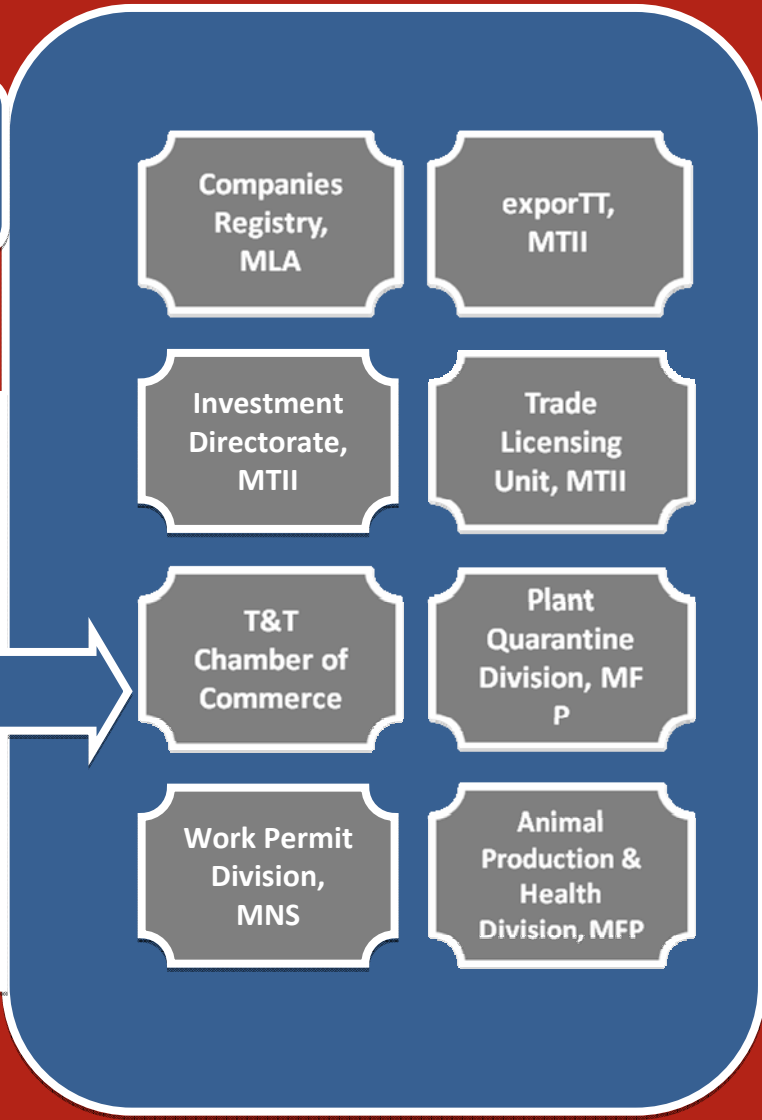 Companies
Registry,
MLA
exporTT,
MTII
Investment
Directorate,
MTII
Trade
Licensing
Unit, MTII
T&T
Chamber of
Commerce
Plant
Quarantine
Division, MF
P
Work Permit
Division,
MNS
Animal
Production &
Health
Division, MFP